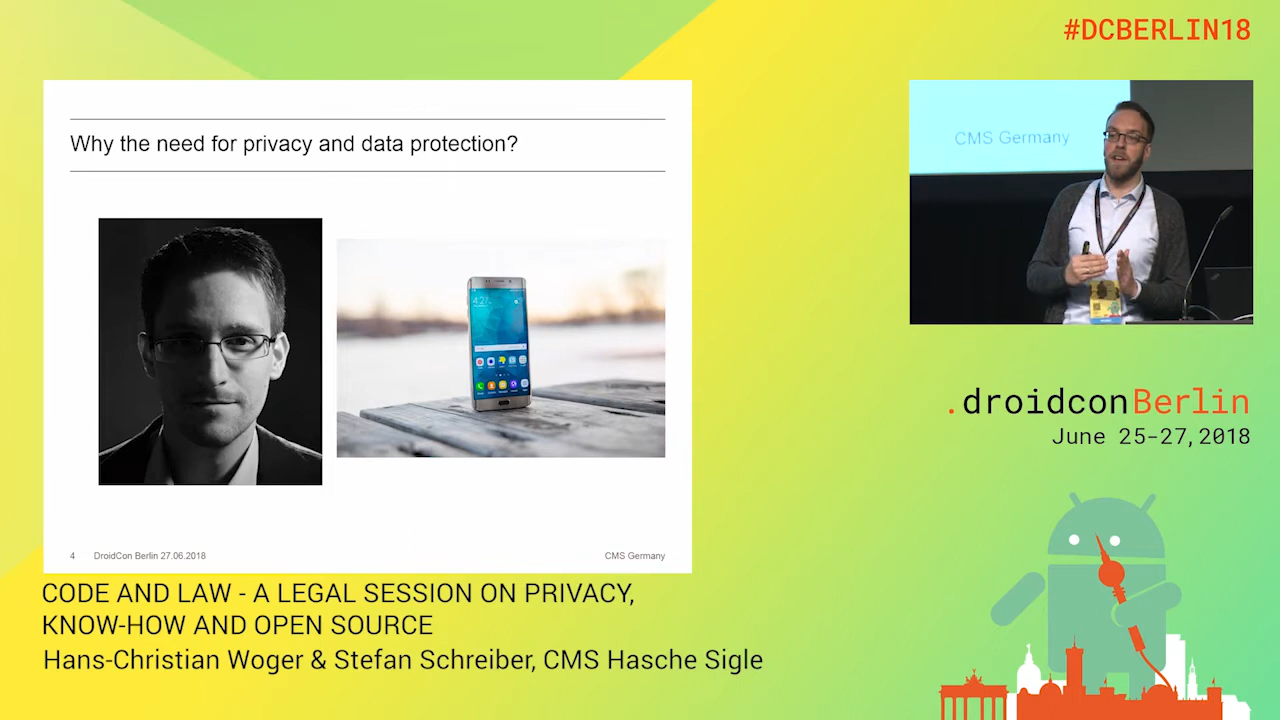 #DCBERLIN18
Why the need for privacy and data protection?
CMS Germany
4:27
4 DroidCon Berlin 27.06.2018 CMS Germany
.droidconBerlin
June 25-27, 2018
CODE AND LAW - A LEGAL SESSION ON PRIVACY,
KNOW-HOW AND OPEN SOURCE
Hans-Christian Woger & Stefan Schreiber, CMS Hasche Sigle